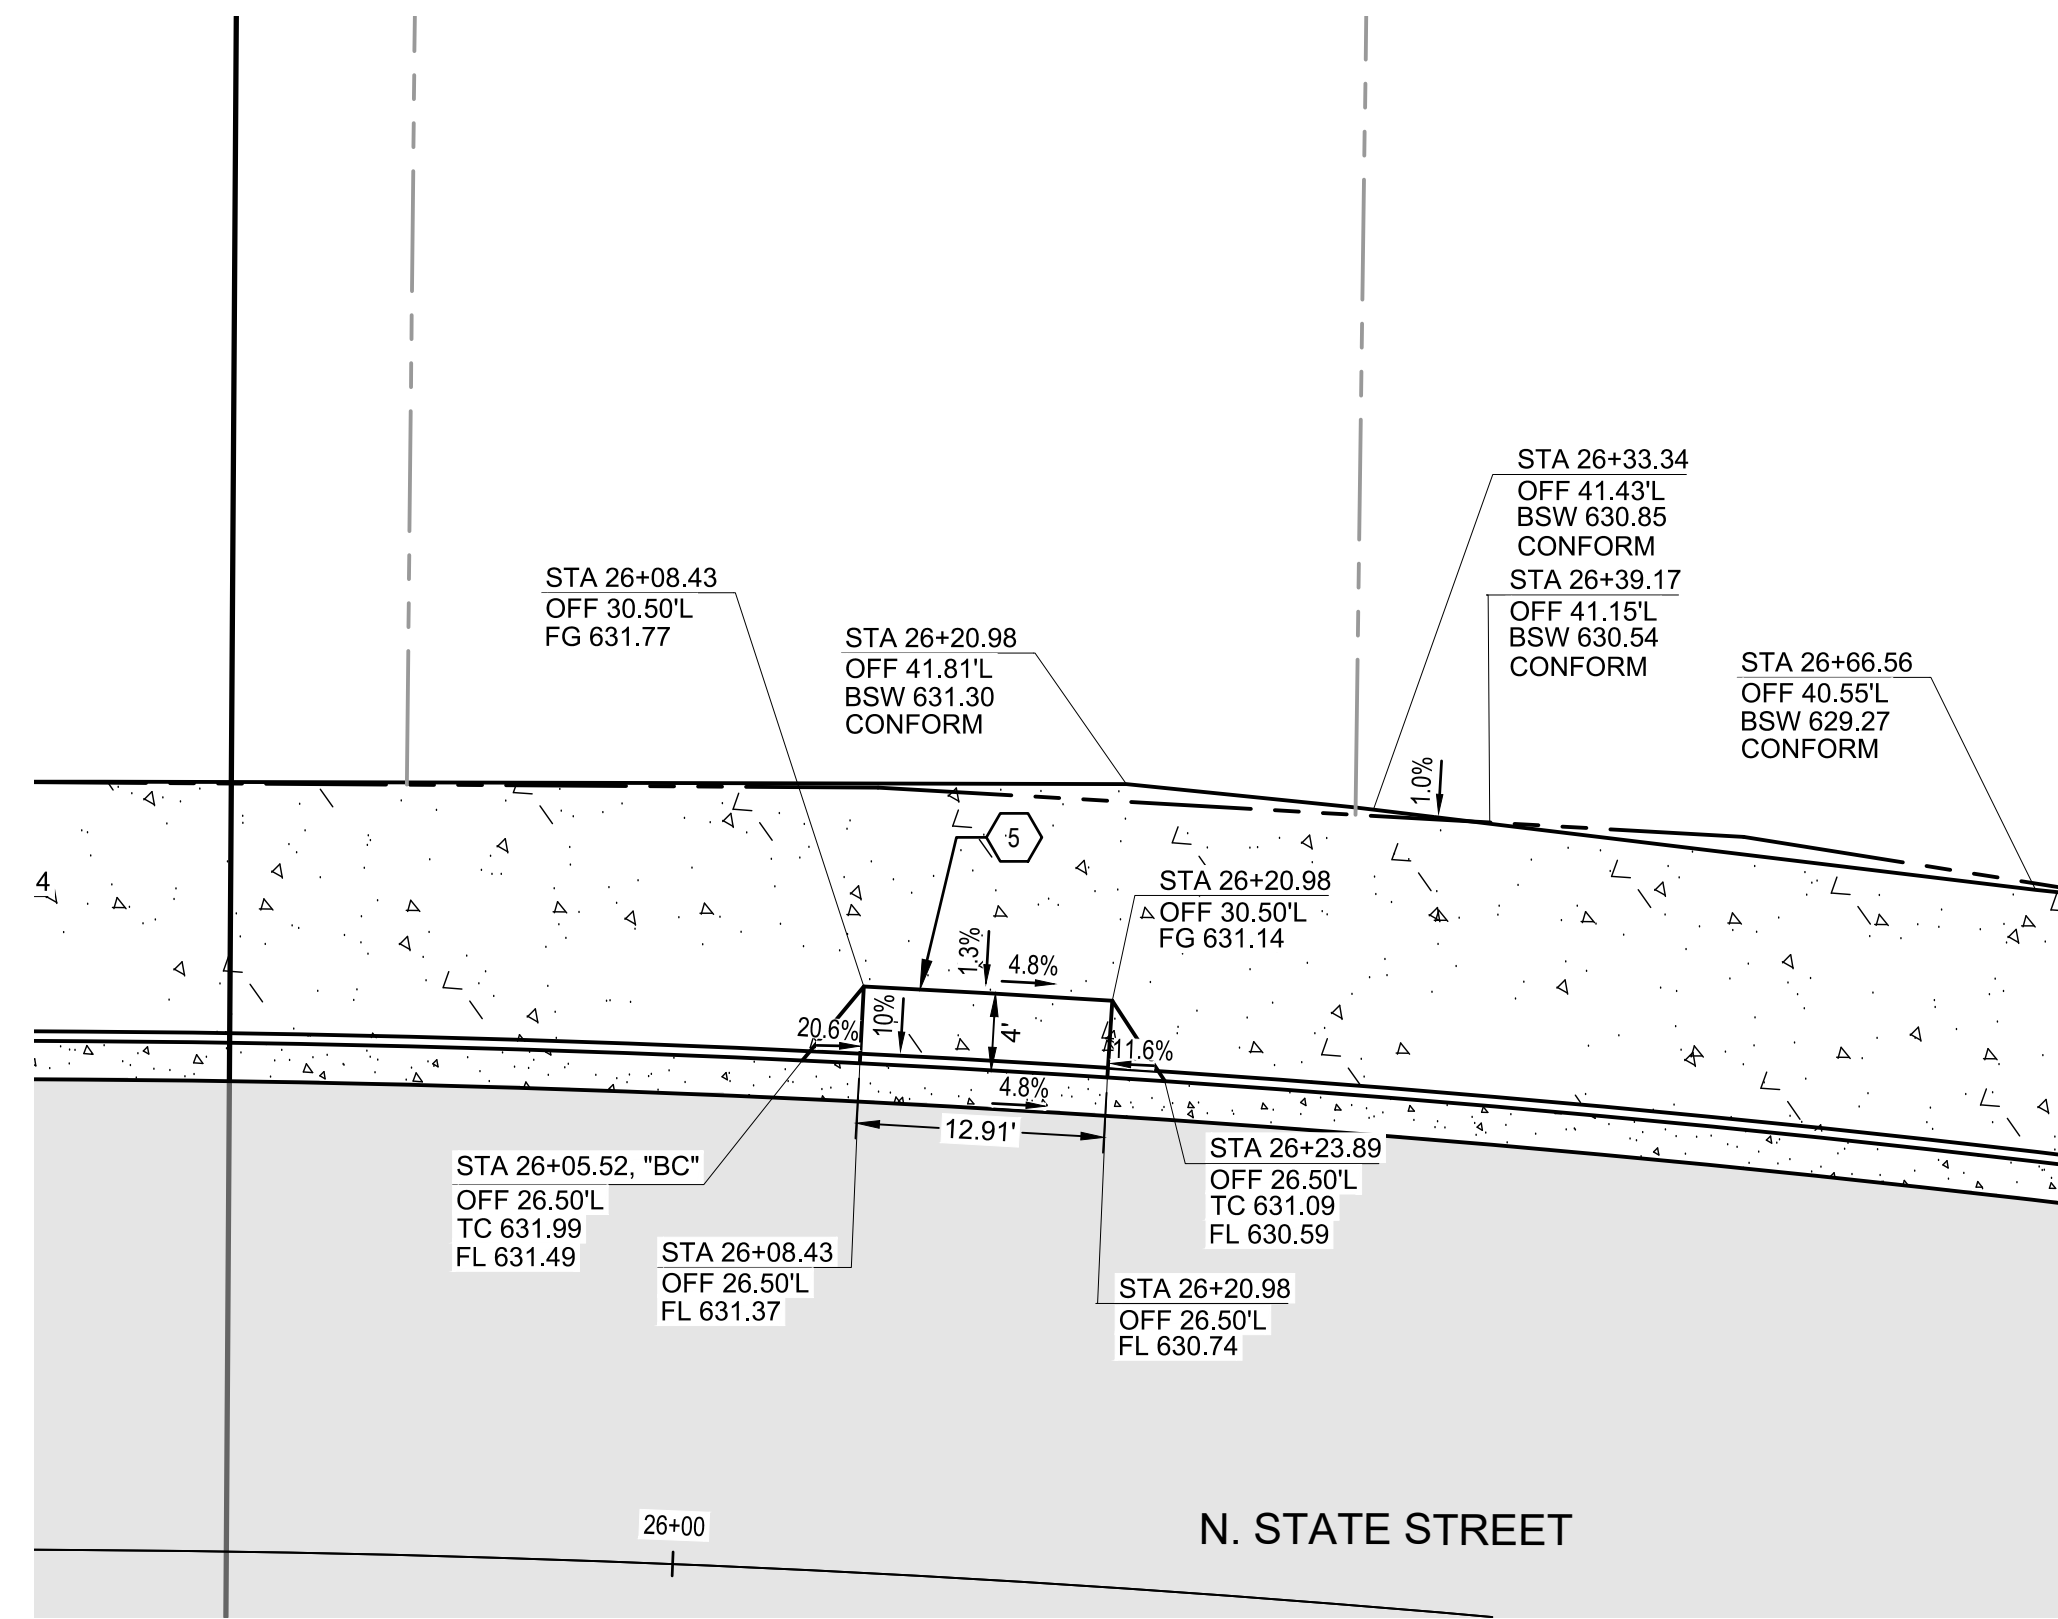 STA 26+33.34
OFF 41.43'L
BSW 630.85
CONFORM
STA 26+39.17
OFF 41.15'L
BSW 630.54
CONFORM
STA 26+08.43
OFF 30.50'L
FG 631.77
STA 26+20.98
OFF 41.81'L
BSW 631.30
CONFORM
STA 26+66.56
OFF 40.55'L
BSW 629.27
CONFORM
1.0%
5
4
STA 26+20.98
OFF 30.50'L
FG 631.14
1.3%
4.8%
20.6%
10%
4'
11.6%
4.8%
12.91'
STA 26+05.52, "BC"
OFF 26.50'L
TC 631.99
FL 631.49
STA 26+23.89
OFF 26.50'L
TC 631.09
FL 630.59
STA 26+08.43
OFF 26.50'L
FL 631.37
STA 26+20.98
OFF 26.50'L
FL 630.74
26+00
N. STATE STREET